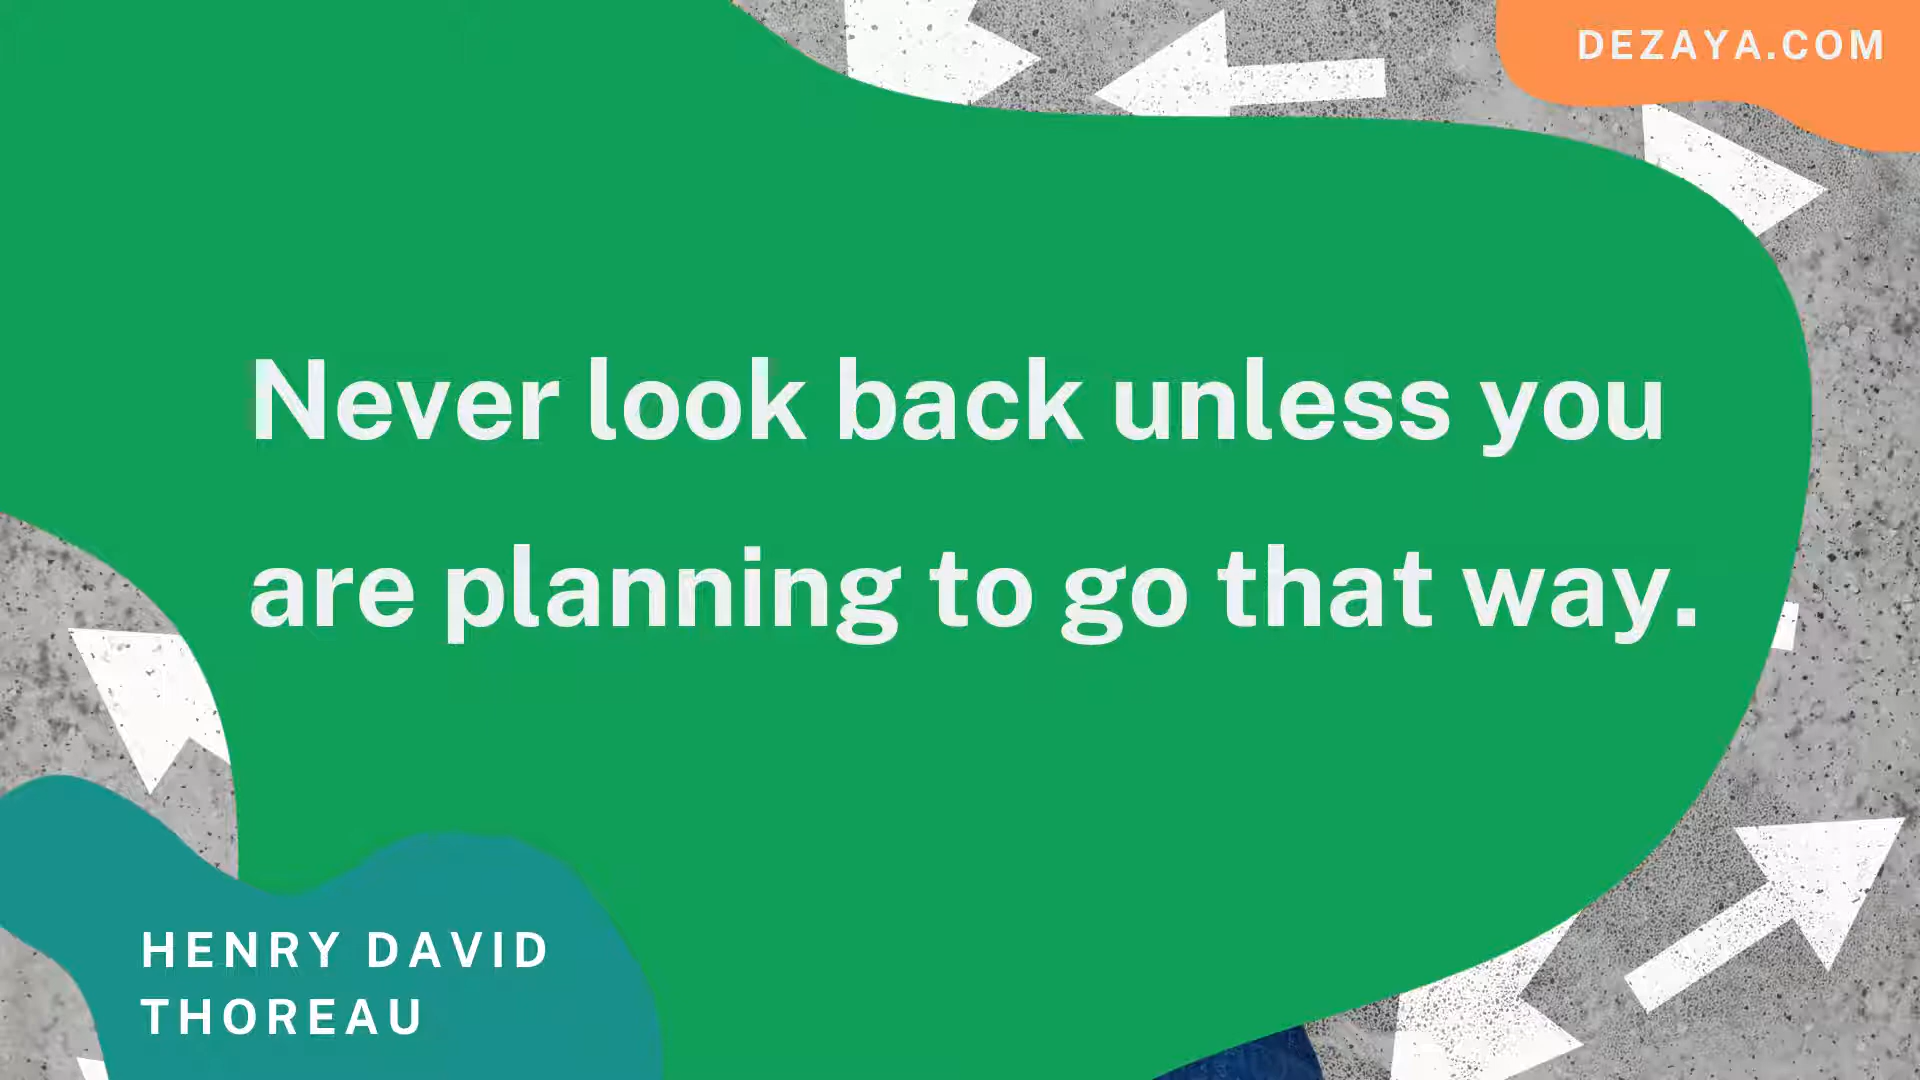 DEZAYA.COM
Never look back unless you
are planning to go that way.
HENRY DAVID
THOREAU